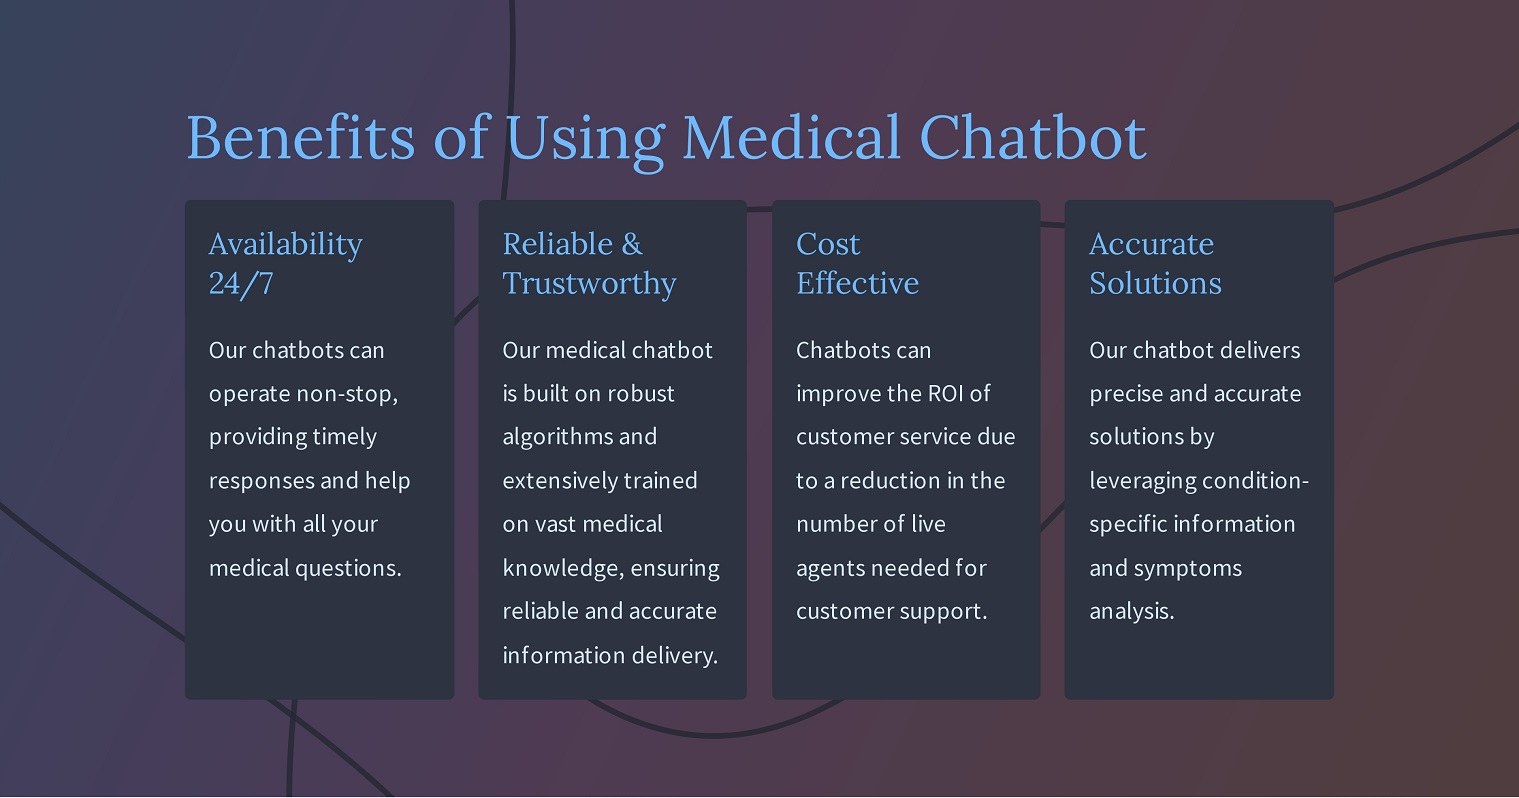 Benefits of Using Medical Chatbot
Availability
24/7
Our chatbots can
operate non-stop,
providing timely
responses and help
you with all your
medical questions.
Reliable &
Trustworthy
Our medical chatbot
is built on robust
algorithms and
extensively trained
on vast medical
knowledge, ensuring
reliable and accurate
information delivery.
Cost
Effective
Chatbots can
improve the ROI of
customer service due
to a reduction in the
number of live
agents needed for
customer support.
Accurate
Solutions
Our chatbot delivers
precise and accurate
solutions by
leveraging condition-
specific information
and symptoms
analysis.